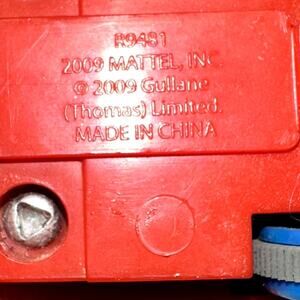 R9481
2009 MATTEL, INC
© 2009 Gullane
(Thomas) Limited.
MADE IN CHINA